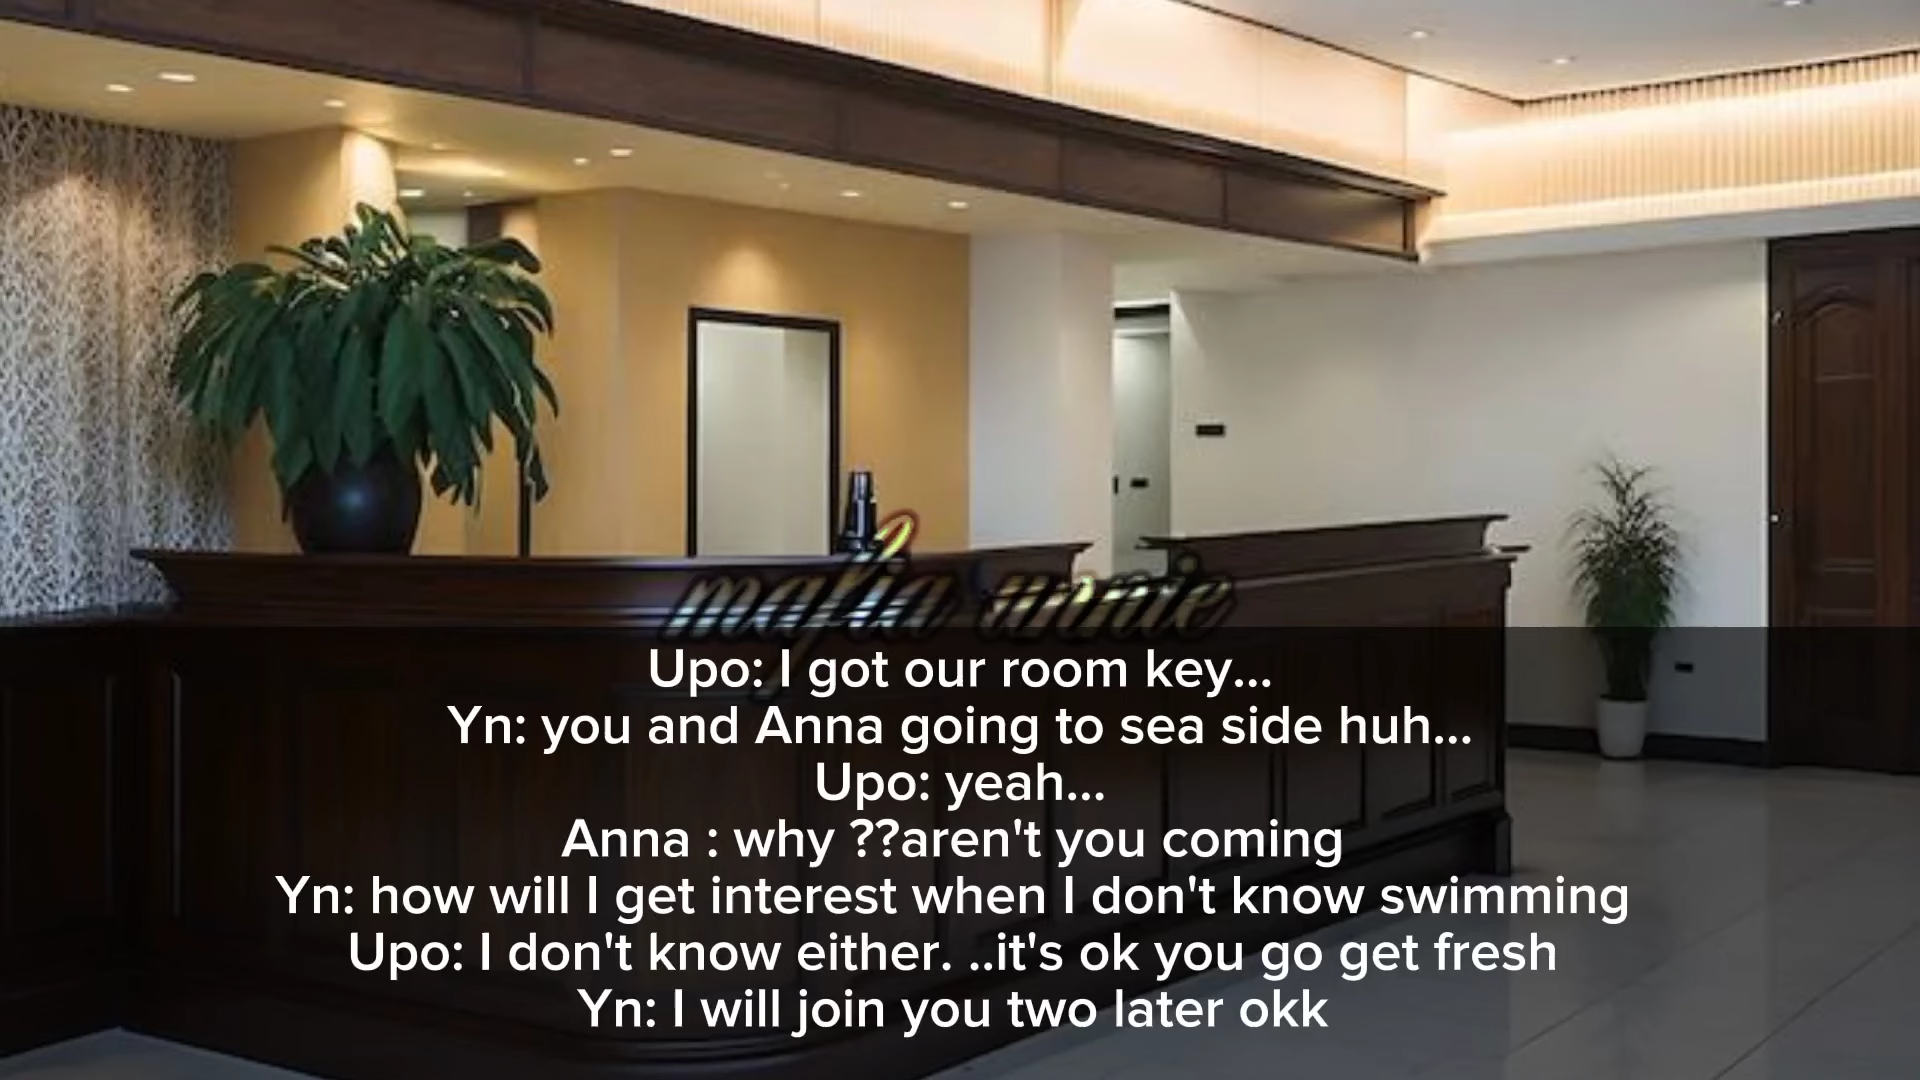 mafia unnie
Upo: I got our room key...
Yn: you and Anna going to sea side huh...
Upo: yeah...
Anna : why ??aren't you coming
Yn: how will I get interest when I don't know swimming
Upo: I don't know either. ..it's ok you go get fresh
Yn: I will join you two later okk